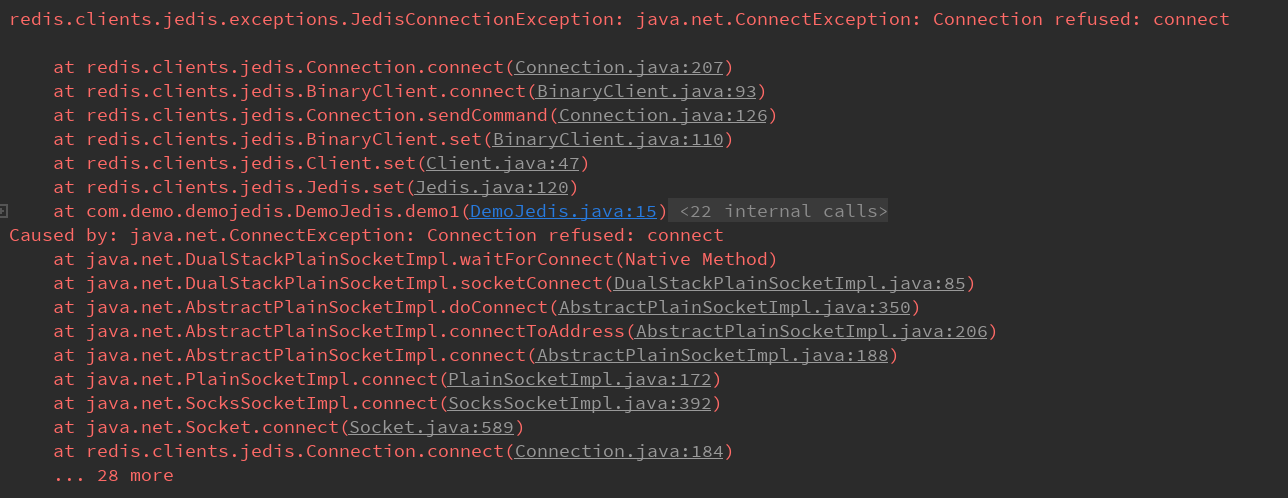 redis.clients.jedis.exceptions.JedisConnectionException: java.net.ConnectException: Connection refused: connect
at redis.clients.jedis.Connection.connect(Connection.java:207)
at redis.clients.jedis.BinaryClient.connect(BinaryClient.java:93)
at redis.clients.jedis.Connection.sendCommand(Connection.java:126)
at redis.clients.jedis.BinaryClient.set(BinaryClient.java:110)
at redis.clients.jedis.Client.set(Client.java:47)
at redis.clients.jedis.Jedis.set(Jedis.java:120)
at com.demo.demojedis.DemoJedis.demo1(DemoJedis.java:15) <22 internal calls>
Caused by: java.net.ConnectException: Connection refused: connect
at java.net.DualStackPlainSocketImpl.waitForConnect(Native Method)
at java.net.DualStackPlainSocketImpl.socketConnect(DualStackPlainSocketImpl.java:85)
at java.net.AbstractPlainSocketImpl.doConnect(AbstractPlainSocketImpl.java:350)
at java.net.AbstractPlainSocketImpl.connectToAddress(AbstractPlainSocketImpl.java:206)
at java.net.AbstractPlainSocketImpl.connect(AbstractPlainSocketImpl.java:188)
at java.net.PlainSocketImpl.connect(PlainSocketImpl.java:172)
at java.net.SocksSocketImpl.connect(SocksSocketImpl.java:392)
at java.net.Socket.connect(Socket.java:589)
at redis.clients.jedis.Connection.connect(Connection.java:184)
... 28 more